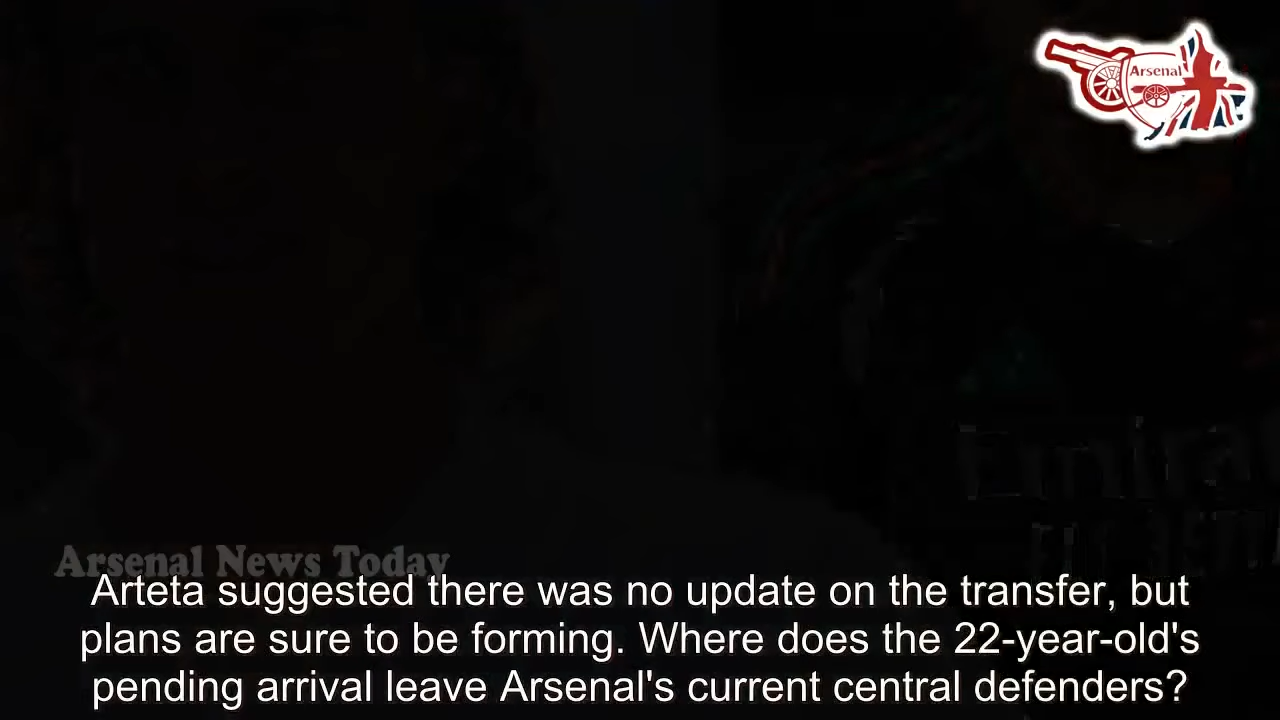 Arsenal
Arsenal News Today
Arteta suggested there was no update on the transfer, but
plans are sure to be forming. Where does the 22-year-old's
pending arrival leave Arsenal's current central defenders?